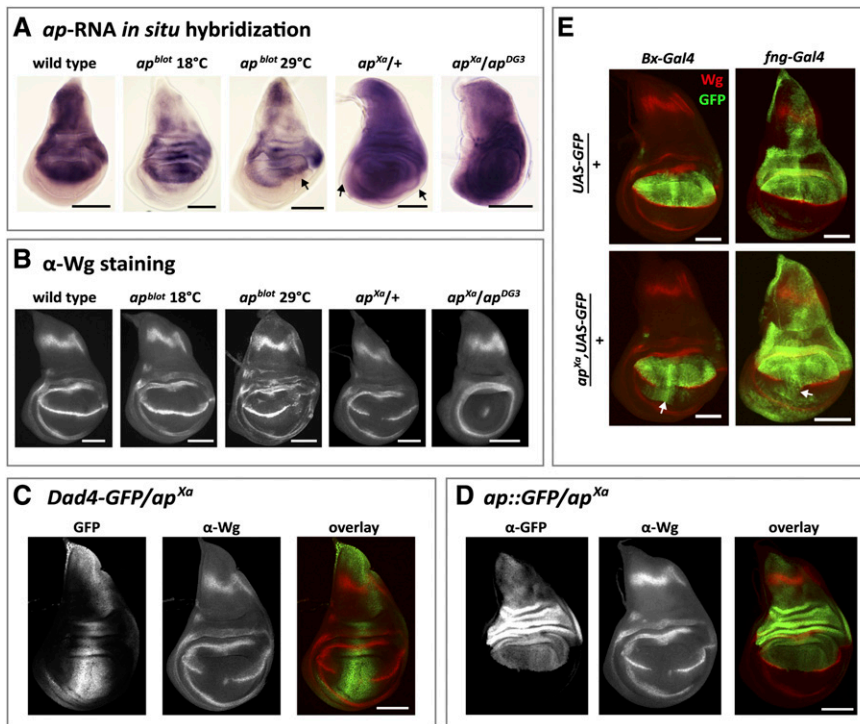 A ap-RNA in situ hybridization
wild type ap^blot 18°C ap^blot 29°C ap^Xa/+ ap^Xa/ap^DG3
B α-Wg staining
wild type ap^blot 18°C ap^blot 29°C ap^Xa/+ ap^Xa/ap^DG3
C Dad4-GFP/ap^Xa
GFP α-Wg overlay
D ap::GFP/ap^Xa
α-GFP α-Wg overlay
E
Bx-Gal4 fng-Gal4
Wg
GFP
UAS-GFP
+
ap^Xa,UAS-GFP
+